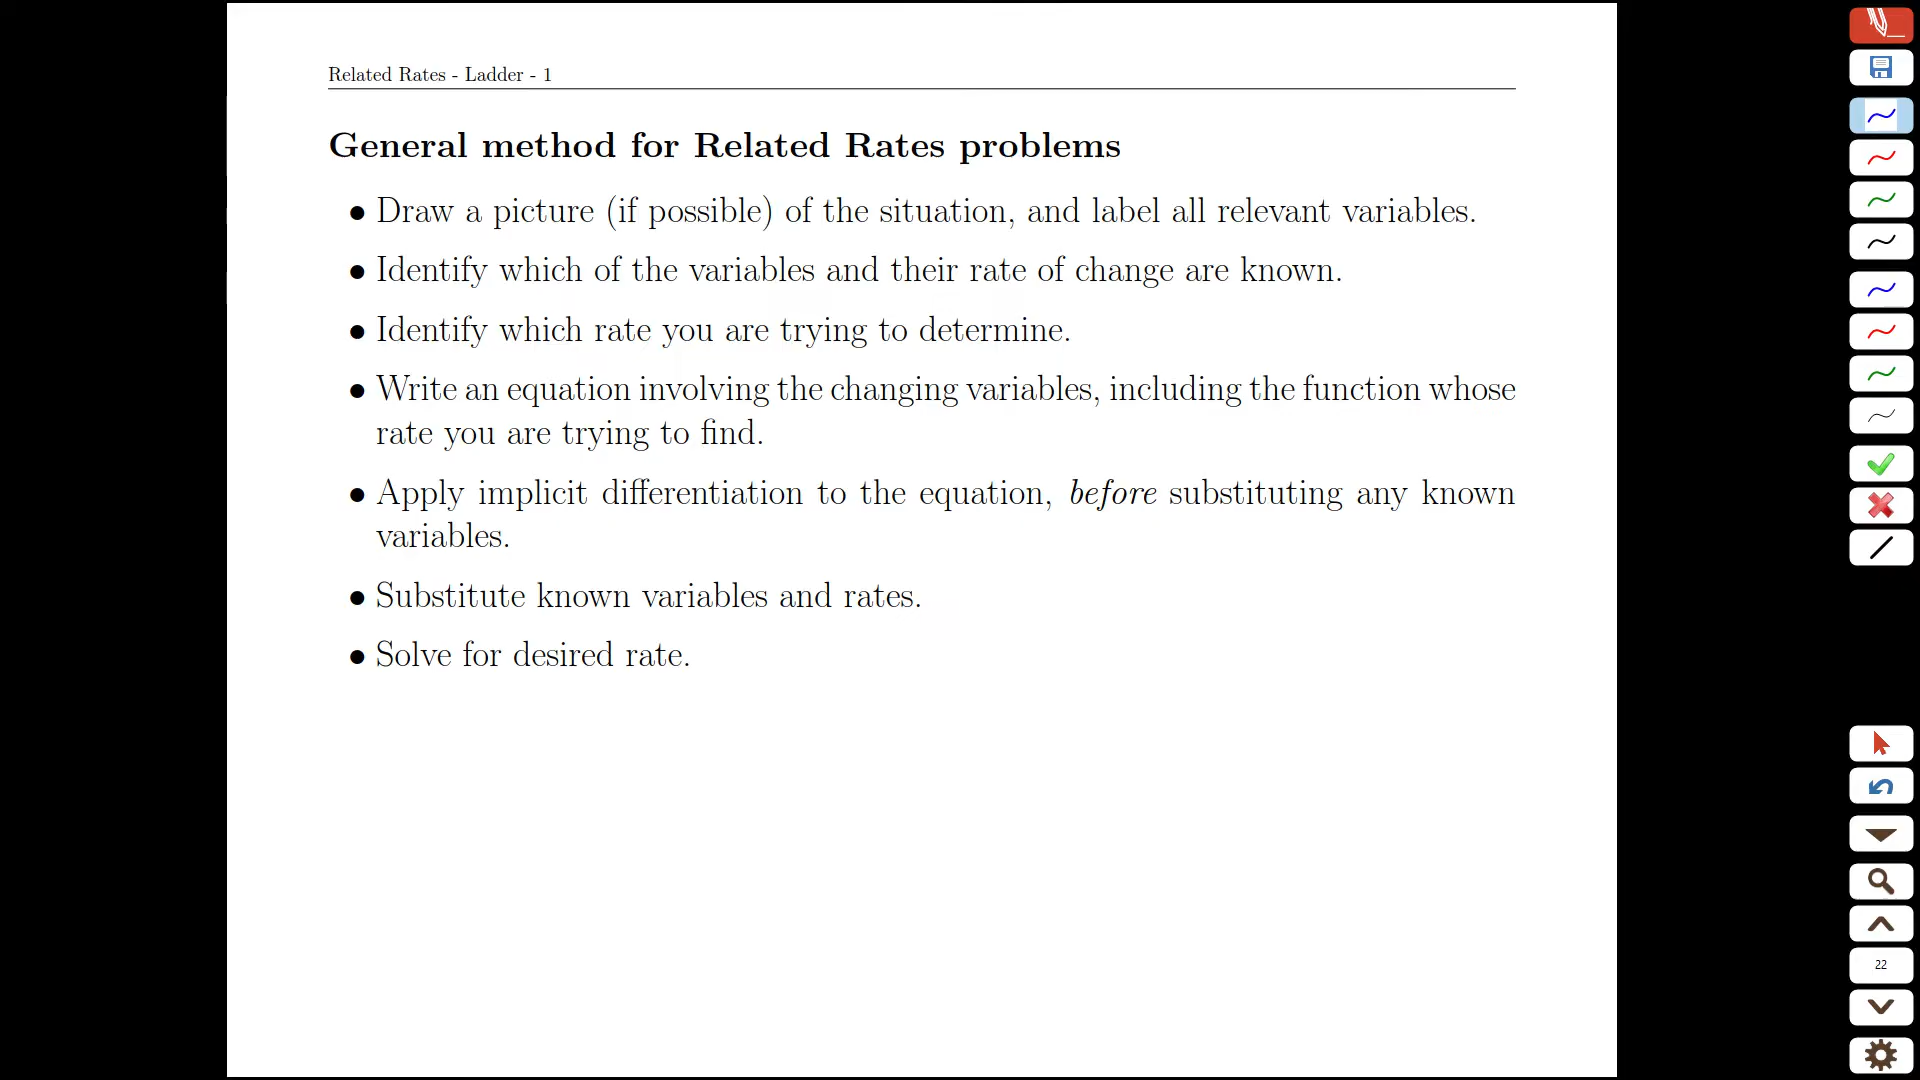 Related Rates - Ladder - 1
General method for Related Rates problems
• Draw a picture (if possible) of the situation, and label all relevant variables.
• Identify which of the variables and their rate of change are known.
• Identify which rate you are trying to determine.
• Write an equation involving the changing variables, including the function whose
rate you are trying to find.
• Apply implicit differentiation to the equation, before substituting any known
variables.
• Substitute known variables and rates.
• Solve for desired rate.
22